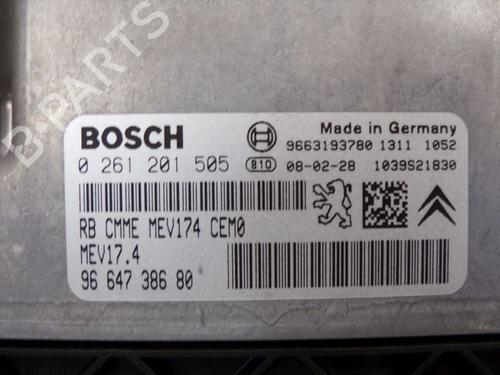 BOSCH
Made in Germany
9663193780 1311 1052
0 261 201 505 810 08-02-28 1039S21830
RB CMME MEV174 CEM0
MEV17.4
96 647 386 80